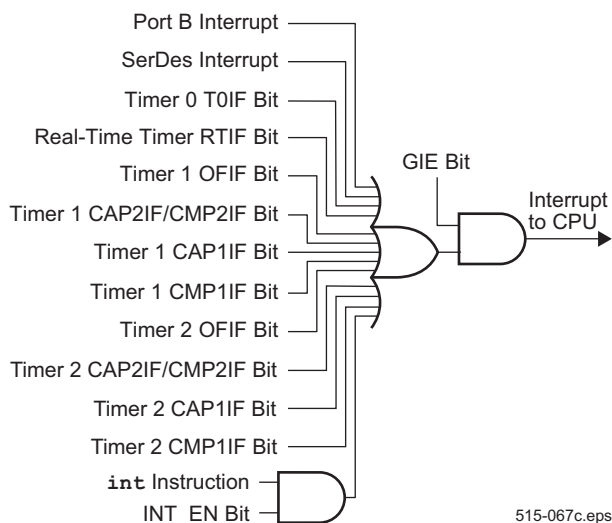 Port B Interrupt
SerDes Interrupt
Timer 0 T0IF Bit
Real-Time Timer RTIF Bit
Timer 1 OFIF Bit
Timer 1 CAP2IF/CMP2IF Bit
Timer 1 CAP1IF Bit
Timer 1 CMP1IF Bit
Timer 2 OFIF Bit
Timer 2 CAP2IF/CMP2IF Bit
Timer 2 CAP1IF Bit
Timer 2 CMP1IF Bit
int Instruction
INT_EN Bit
GIE Bit
Interrupt
to CPU
515-067c.eps